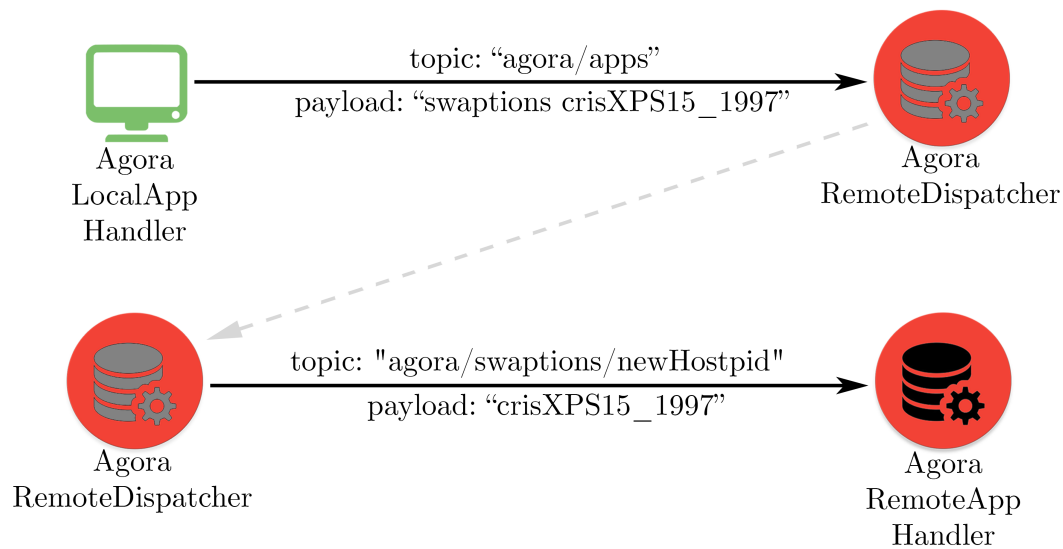 topic: “agora/apps”
payload: “swaptions crisXPS15_1997”
Agora
LocalApp
Handler
Agora
RemoteDispatcher
topic: "agora/swaptions/newHostpid"
payload: “crisXPS15_1997”
Agora
RemoteDispatcher
Agora
RemoteApp
Handler